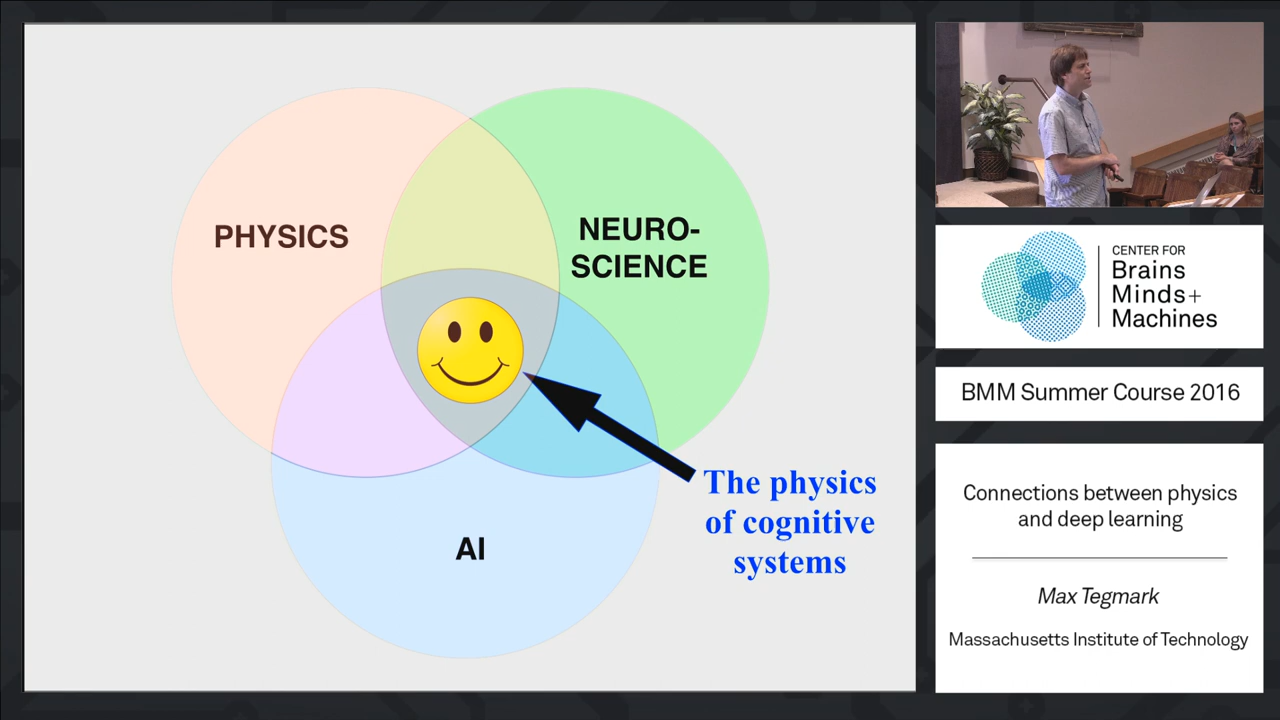 PHYSICS
NEURO-
SCIENCE
AI
The physics
of cognitive
systems
CENTER FOR
Brains
Minds+
Machines
BMM Summer Course 2016
Connections between physics
and deep learning
Max Tegmark
Massachusetts Institute of Technology